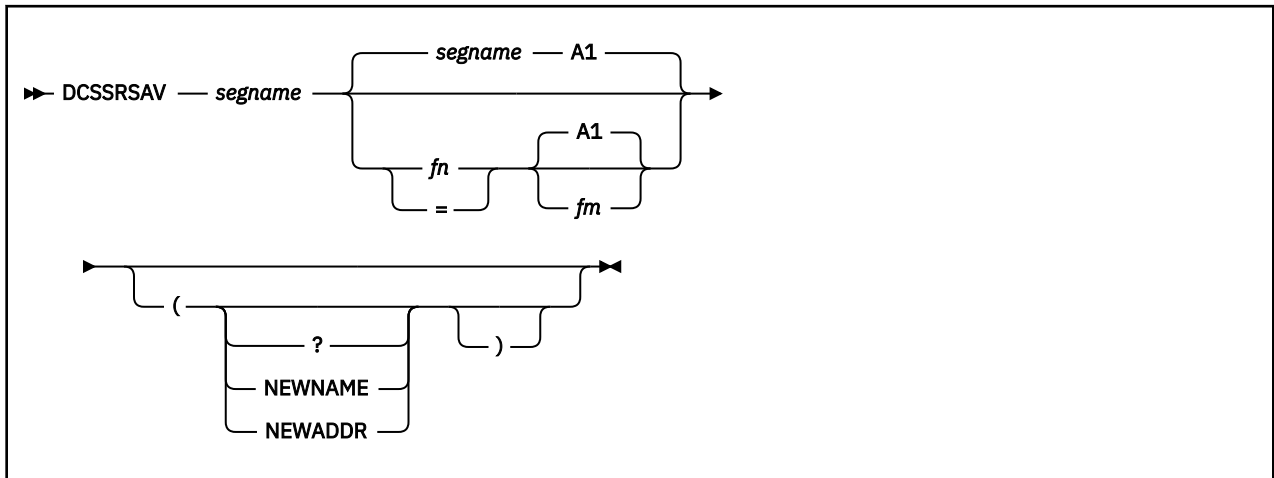 segname A1
DCSSRSAV segname
A1
fn
=
fm
(
?
)
NEWNAME
NEWADDR